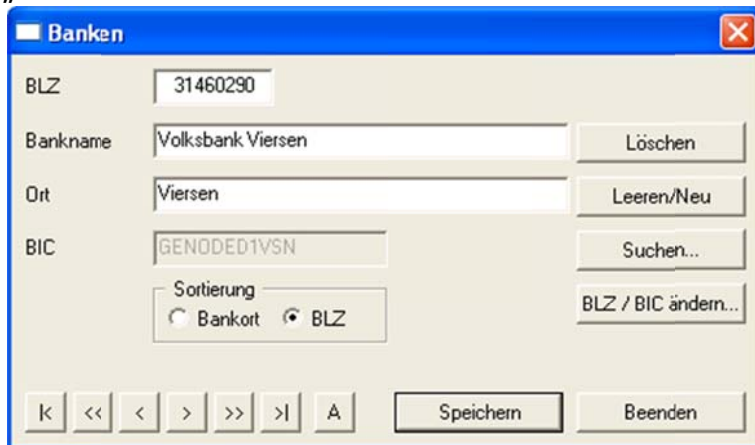 Banken
BLZ 31460290
Bankname Volksbank Viersen Löschen
Ort Viersen Leeren/Neu
BIC GENODED1VSN Suchen...
Sortierung
Bankort BLZ BLZ / BIC ändern...
|< << < > >> >| A Speichern Beenden